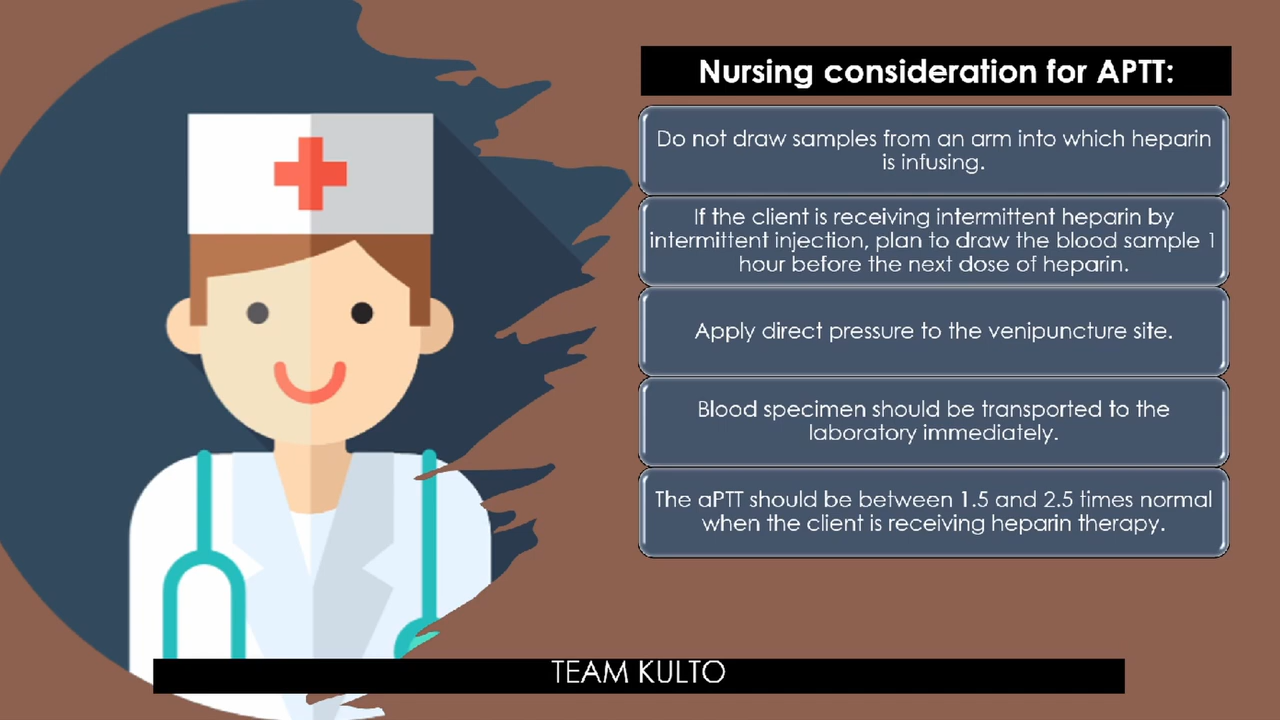 Nursing consideration for APTT:
Do not draw samples from an arm into which heparin
is infusing.
If the client is receiving intermittent heparin by
intermittent injection, plan to draw the blood sample 1
hour before the next dose of heparin.
Apply direct pressure to the venipuncture site.
Blood specimen should be transported to the
laboratory immediately.
The aPTT should be between 1.5 and 2.5 times normal
when the client is receiving heparin therapy.
TEAM KULTO